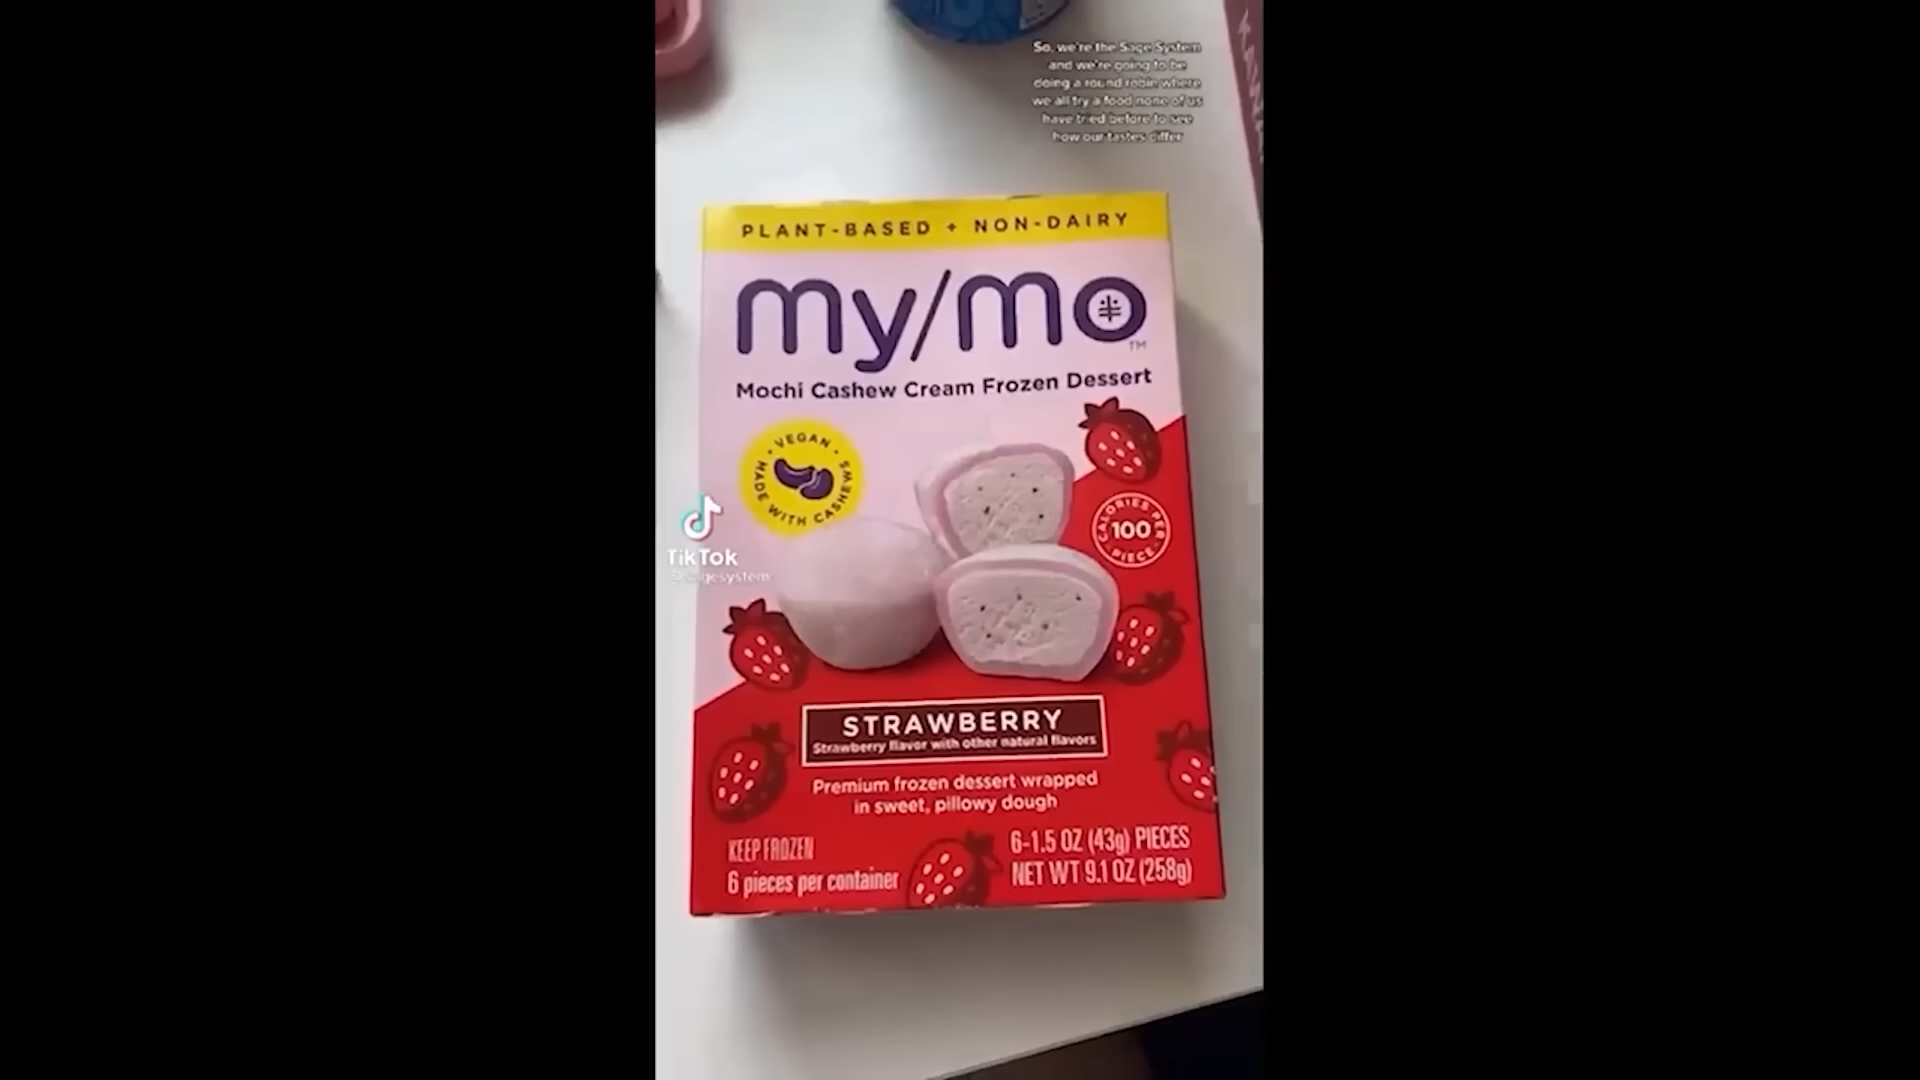 So, we're the Sage System
and we're going to be
doing a round robin where
we all try a food none of us
have tried before to see
how our tastes differ
KAWA
PLANT-BASED + NON-DAIRY
my/mo
TM
Mochi Cashew Cream Frozen Dessert
• VEGAN •
MADE WITH CASHEWS
CALORIES PER
100
PIECE
TikTok
STRAWBERRY
Strawberry flavor with other natural flavors
Premium frozen dessert wrapped
in sweet, pillowy dough
KEEP FROZEN
6 pieces per container
6-1.5 OZ (43g) PIECES
NET WT 9.1 OZ (258g)